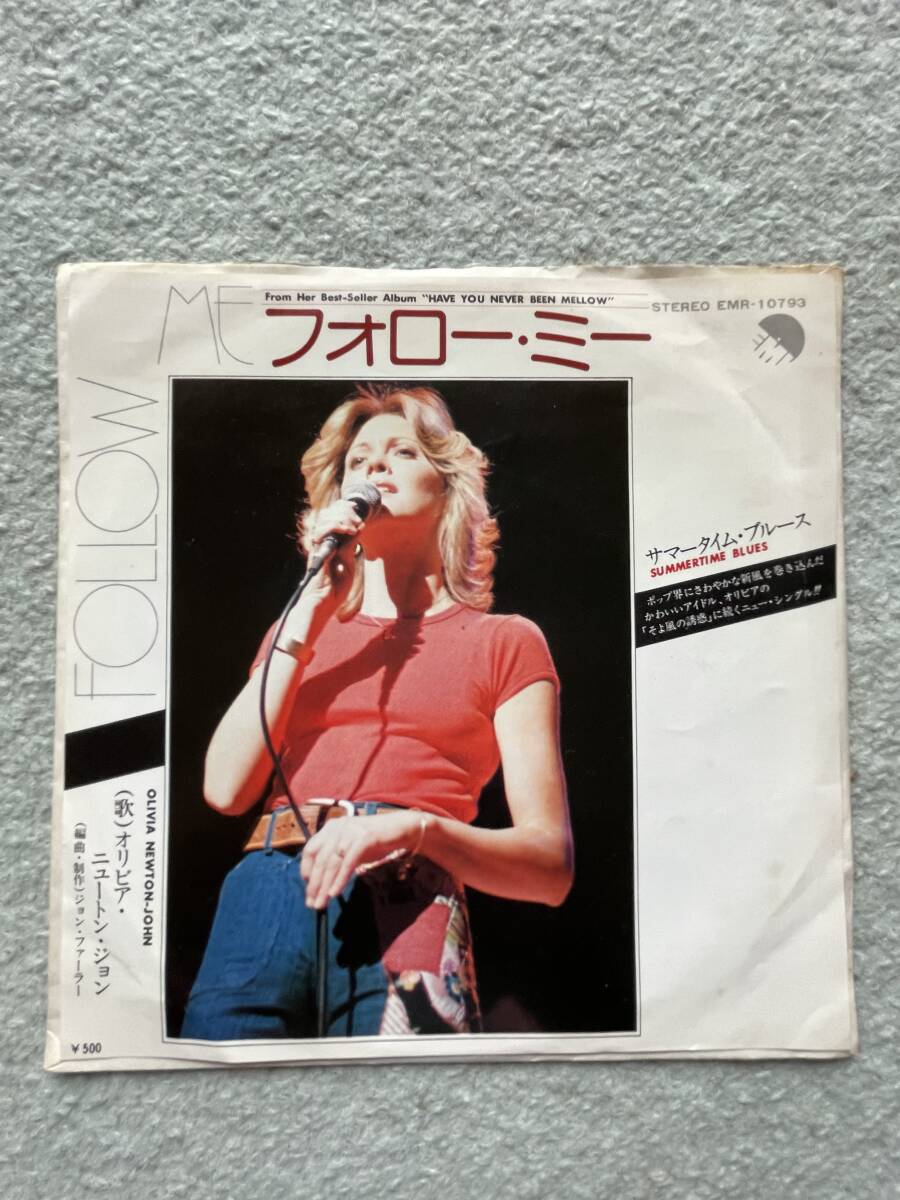 FOLLOW ME
From Her Best-Seller Album "HAVE YOU NEVER BEEN MELLOW"
フォロー・ミー
STEREO EMR-10793
サマータイム・ブルース
SUMMERTIME BLUES
ポップ界にさわやかな新風を巻き込んだ
かわいいアイドル、オリビアの
「そよ風の誘惑」に続くニュー・シングル!!
OLIVIA NEWTON-JOHN
(歌)オリビア・
ニュートン・ジョン
(編曲・制作)ジョン・ファーラー
¥500